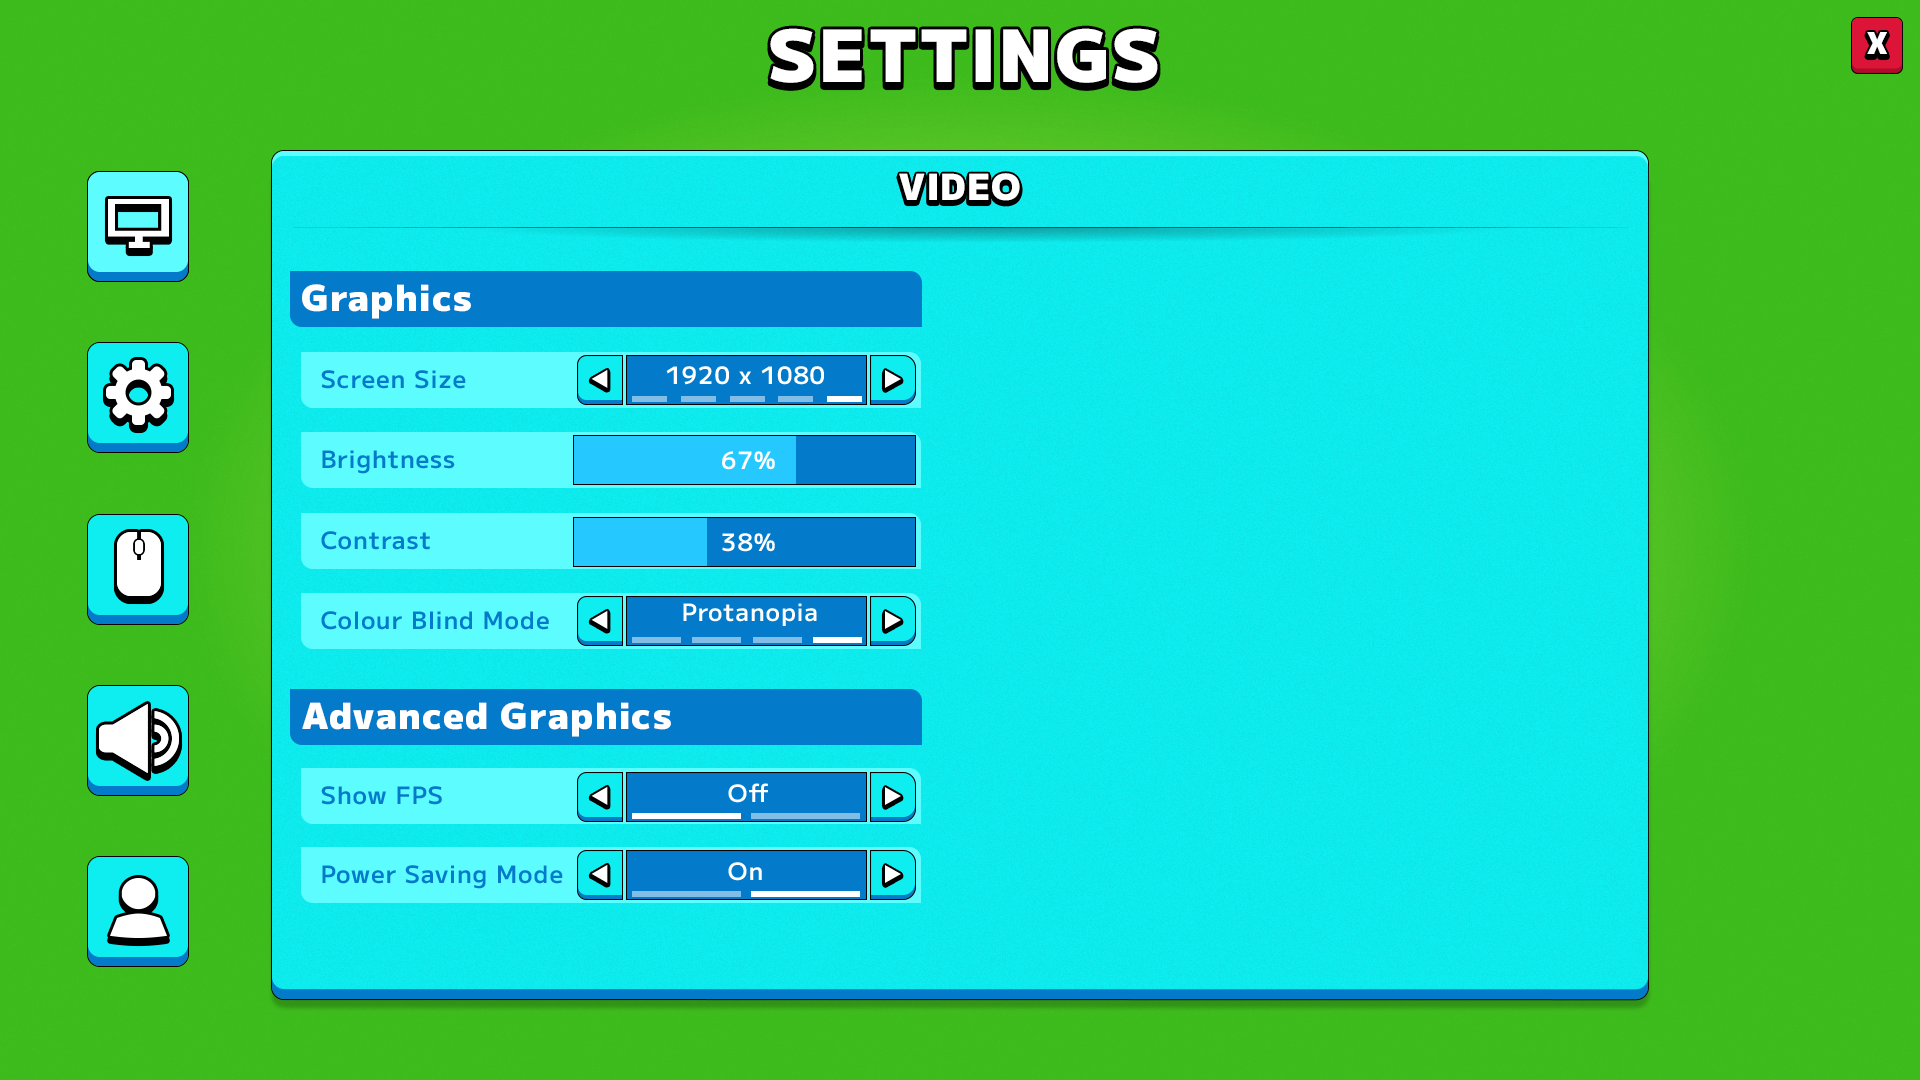 SETTINGS
X
VIDEO
Graphics
Screen Size
1920 x 1080
Brightness
67%
Contrast
38%
Colour Blind Mode
Protanopia
Advanced Graphics
Show FPS
Off
Power Saving Mode
On